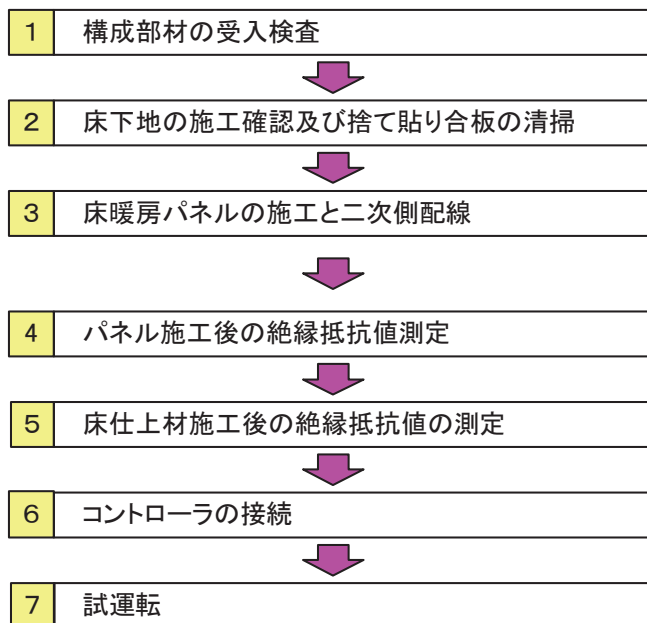 1 構成部材の受入検査
2 床下地の施工確認及び捨て貼り合板の清掃
3 床暖房パネルの施工と二次側配線
4 パネル施工後の絶縁抵抗値測定
5 床仕上材施工後の絶縁抵抗値の測定
6 コントローラの接続
7 試運転